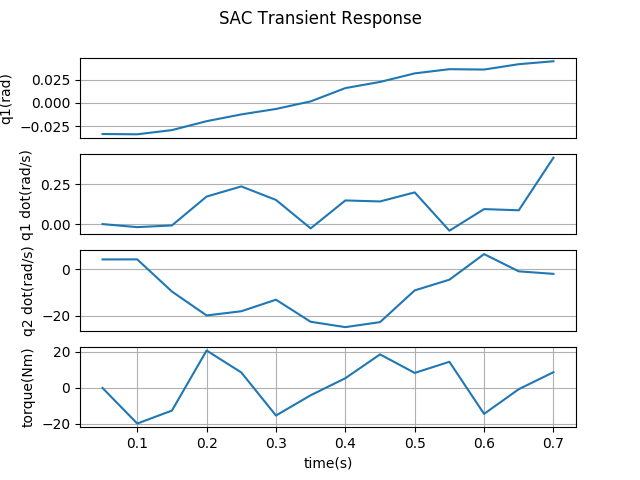 SAC Transient Response
q1(rad)
0.025
0.000
−0.025
q1 dot(rad/s)
0.25
0.00
q2 dot(rad/s)
0
−20
torque(Nm)
20
0
−20
0.1 0.2 0.3 0.4 0.5 0.6 0.7
time(s)